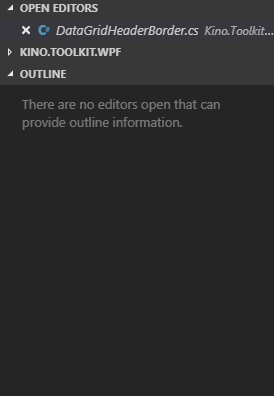 OPEN EDITORS
C# DataGridHeaderBorder.cs Kino.Toolkit...
KINO.TOOLKIT.WPF
OUTLINE
There are no editors open that can
provide outline information.